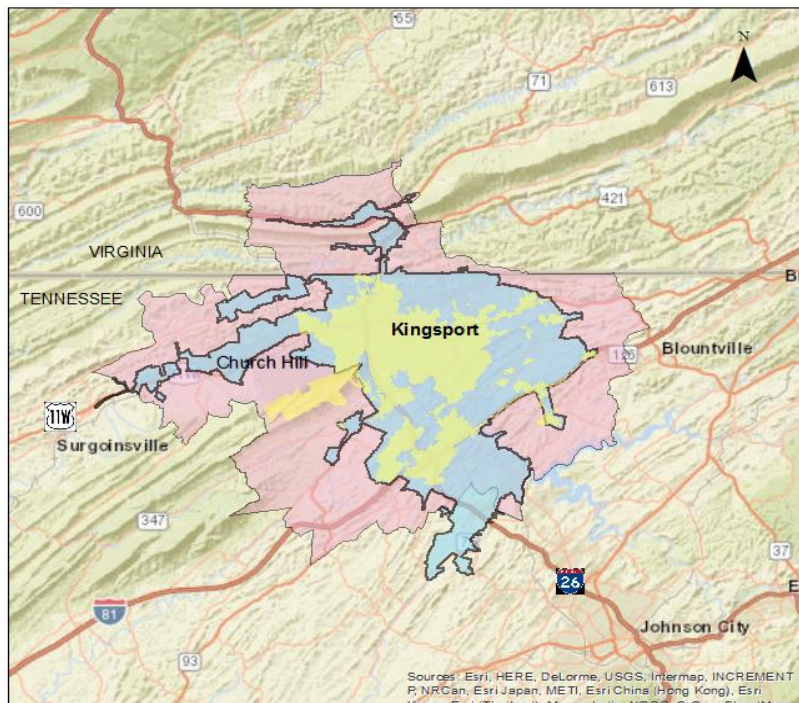 65
N
71
613
600
421
VIRGINIA
TENNESSEE
Kingsport
Blountville
Church Hill
11W
Surgoinsville
347
37
26
81
Johnson City
93
Sources: Esri, HERE, DeLorme, USGS, Intermap, INCREMENT
P, NRCan, Esri Japan, METI, Esri China (Hong Kong), Esri